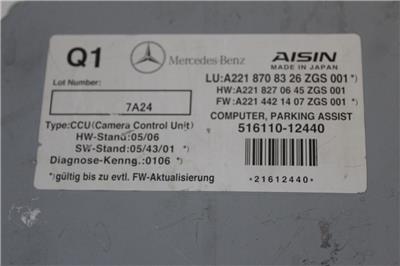 Q1
Mercedes-Benz
AISIN
MADE IN JAPAN
Lot Number:
7A24
LU:A221 870 83 26 ZGS 001*)
HW:A221 827 06 45 ZGS 001
FW:A221 442 14 07 ZGS 001*)
Type:CCU(Camera Control Unit)
HW-Stand:05/06
SW-Stand:05/43/01*)
Diagnose-Kenng.:0106*)
*)gültig bis zu evtl. FW-Aktualisierung
COMPUTER, PARKING ASSIST
516110-12440
*21612440*